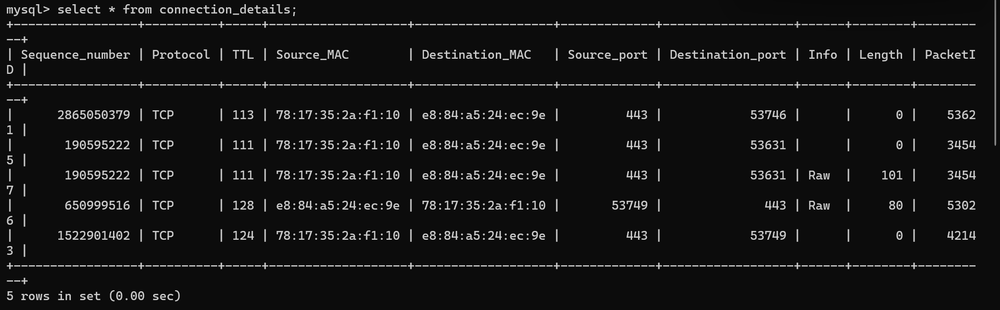 mysql> select * from connection_details;
+-----------------+----------+-----+-------------------+-------------------+-------------+------------------+------+--------+--------
--+
| Sequence_number | Protocol | TTL | Source_MAC        | Destination_MAC   | Source_port | Destination_port | Info | Length | PacketI
D |
+-----------------+----------+-----+-------------------+-------------------+-------------+------------------+------+--------+--------
--+
|      2865050379 | TCP      | 113 | 78:17:35:2a:f1:10 | e8:84:a5:24:ec:9e |         443 |            53746 |      |      0 |    5362
1 |
|       190595222 | TCP      | 111 | 78:17:35:2a:f1:10 | e8:84:a5:24:ec:9e |         443 |            53631 |      |      0 |    3454
5 |
|       190595222 | TCP      | 111 | 78:17:35:2a:f1:10 | e8:84:a5:24:ec:9e |         443 |            53631 | Raw  |    101 |    3454
7 |
|       650999516 | TCP      | 128 | e8:84:a5:24:ec:9e | 78:17:35:2a:f1:10 |       53749 |              443 | Raw  |     80 |    5302
6 |
|      1522901402 | TCP      | 124 | 78:17:35:2a:f1:10 | e8:84:a5:24:ec:9e |         443 |            53749 |      |      0 |    4214
3 |
+-----------------+----------+-----+-------------------+-------------------+-------------+------------------+------+--------+--------
--+
5 rows in set (0.00 sec)